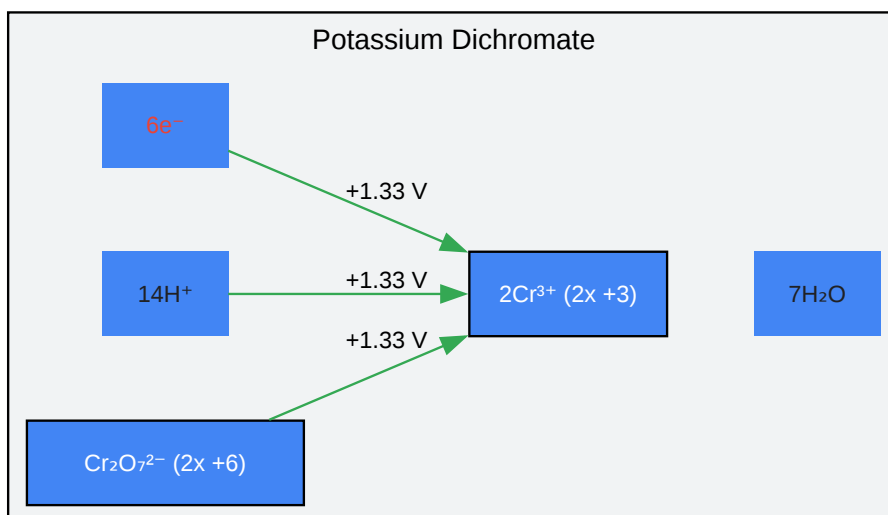 Potassium Dichromate
6e⁻
+1.33 V
14H⁺
+1.33 V
2Cr³⁺ (2x +3)
7H₂O
+1.33 V
Cr₂O₇²⁻ (2x +6)